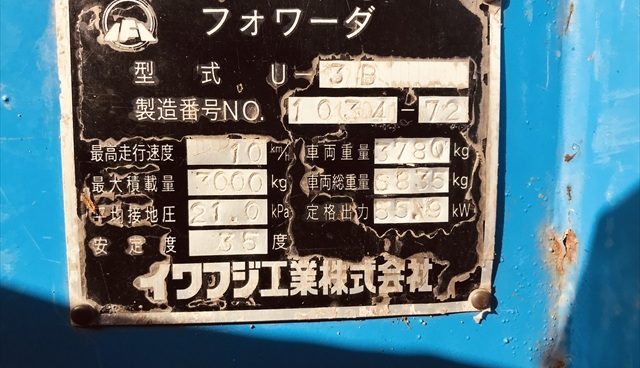 フォワーダ
型式 U-3B
製造番号NO. 1034-72
最高走行速度 10 km/h 車両重量 3780 kg
最大積載量 3000 kg 車両総重量 6835 kg
平均接地圧 21.0 kPa 定格出力 kW
安定度 35 度
イワフジ工業株式会社